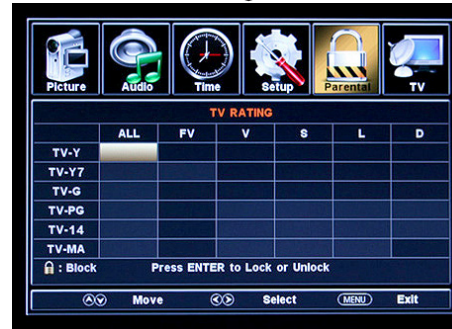 Picture Audio Time Setup Parental TV
TV RATING
ALL FV V S L D
TV-Y
TV-Y7
TV-G
TV-PG
TV-14
TV-MA
: Block Press ENTER to Lock or Unlock
Move Select MENU Exit